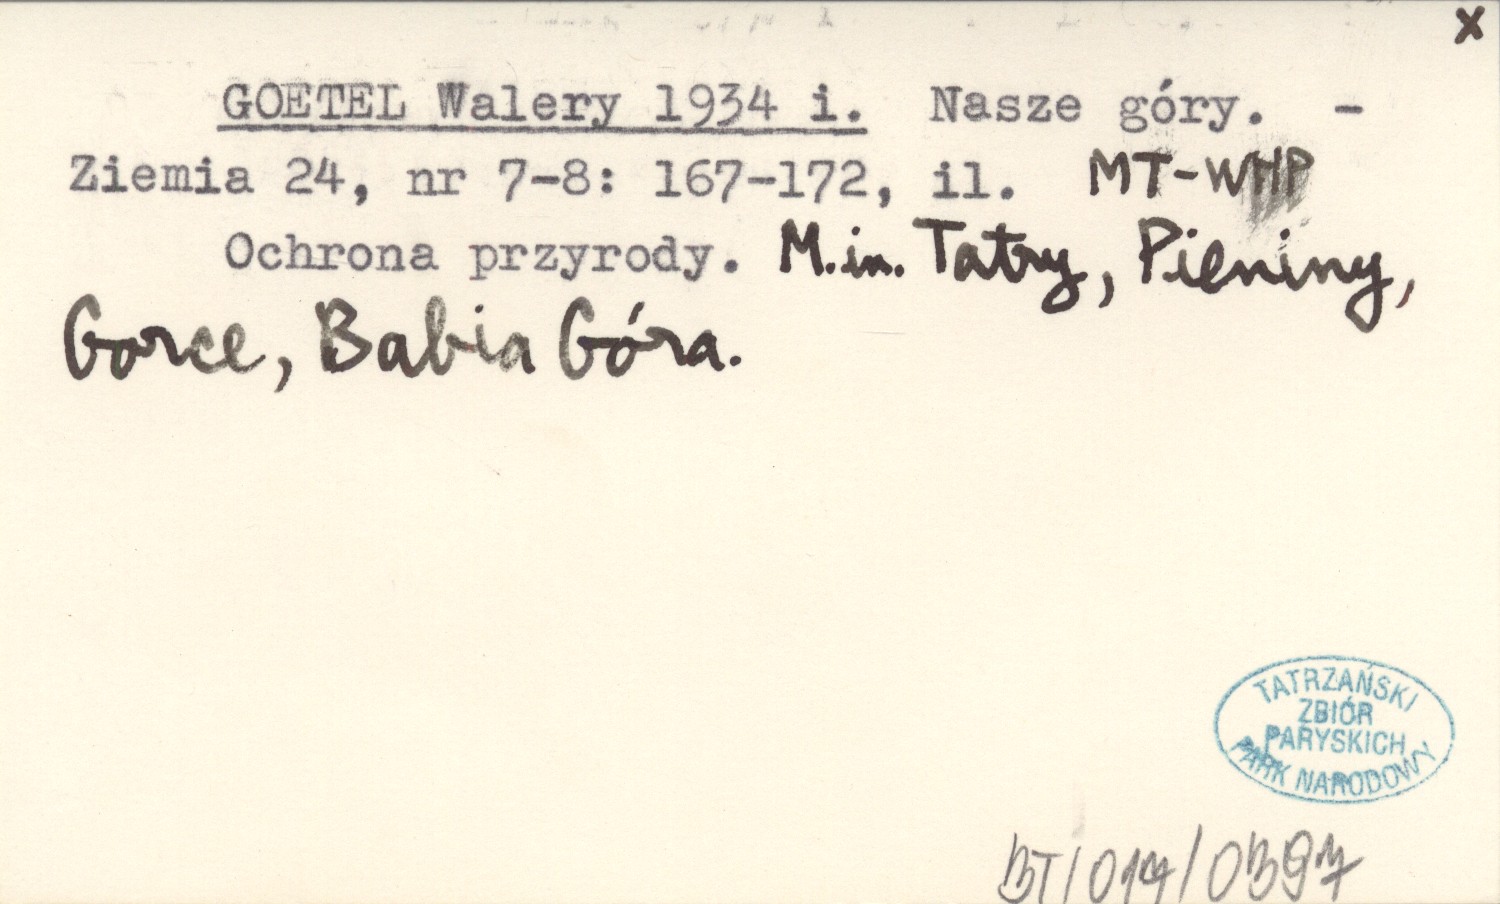 x
GOETEL Walery 1934 i. Nasze góry. -
Ziemia 24, nr 7-8: 167-172, il. MT-WHP
Ochrona przyrody. M.in. Tatry, Pieniny,
Gorce, Babia Góra.
TATRZAŃSKI
ZBIÓR
PARYSKICH
PARK NARODOWY
BT/014/0397